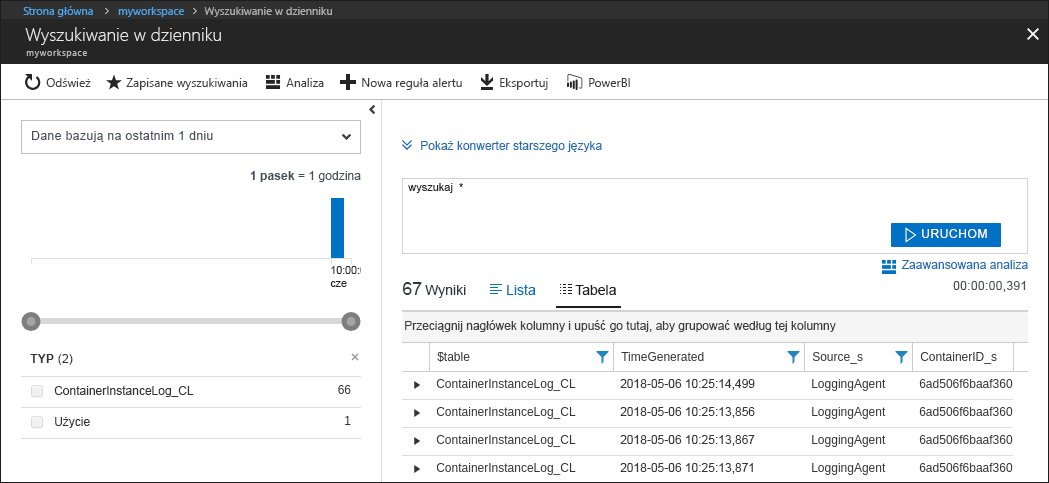 Strona główna > myworkspace > Wyszukiwanie w dzienniku
Wyszukiwanie w dzienniku
myworkspace
Odśwież Zapisane wyszukiwania Analiza Nowa reguła alertu Eksportuj PowerBI
Dane bazują na ostatnim 1 dniu
1 pasek = 1 godzina
10:00:
cze
TYP (2)
ContainerInstanceLog_CL 66
Użycie 1
Pokaż konwerter starszego języka
wyszukaj *
URUCHOM
Zaawansowana analiza
67 Wyniki Lista Tabela 00:00:00,391
Przeciągnij nagłówek kolumny i upuść go tutaj, aby grupować według tej kolumny
$table TimeGenerated Source_s ContainerID_s
ContainerInstanceLog_CL 2018-05-06 10:25:14,499 LoggingAgent 6ad506f6baaf360
ContainerInstanceLog_CL 2018-05-06 10:25:13,856 LoggingAgent 6ad506f6baaf360
ContainerInstanceLog_CL 2018-05-06 10:25:13,867 LoggingAgent 6ad506f6baaf360
ContainerInstanceLog_CL 2018-05-06 10:25:13,871 LoggingAgent 6ad506f6baaf360